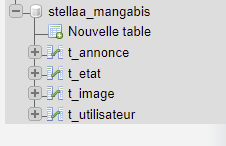 stellaa_mangabis
Nouvelle table
t_annonce
t_etat
t_image
t_utilisateur